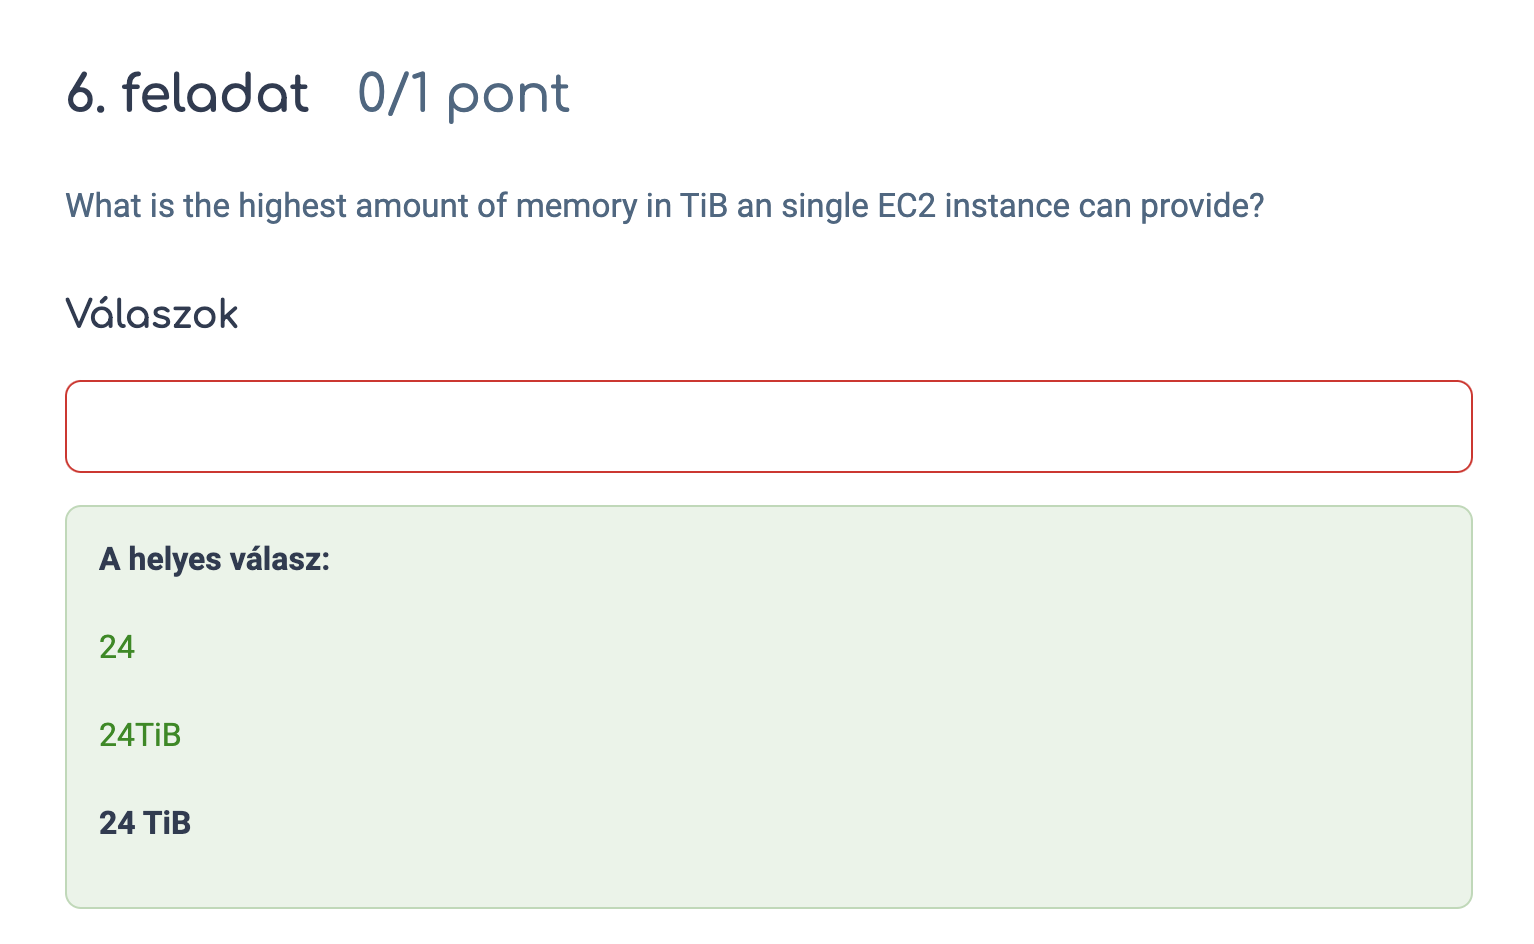 6. feladat 0/1 pont
What is the highest amount of memory in TiB an single EC2 instance can provide?
Válaszok
A helyes válasz:
24
24TiB
24 TiB